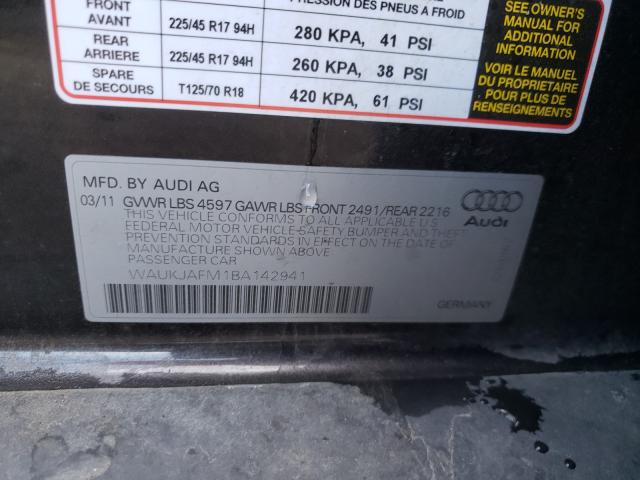 PRESSION DES PNEUS A FROID
FRONT
AVANT
225/45 R17 94H
280 KPA, 41 PSI
REAR
ARRIERE
225/45 R17 94H
260 KPA, 38 PSI
SPARE
DE SECOURS
T125/70 R18
420 KPA, 61 PSI
SEE OWNER'S
MANUAL FOR
ADDITIONAL
INFORMATION
VOIR LE MANUEL
DU PROPRIETAIRE
POUR PLUS DE
RENSEIGNEMENTS
MFD. BY AUDI AG
03/11 GVWR LBS 4597 GAWR LBS FRONT 2491/REAR 2216
THIS VEHICLE CONFORMS TO ALL APPLICABLE U.S.
FEDERAL MOTOR VEHICLE-SAFETY BUMPER AND THEFT
PREVENTION STANDARDS IN EFFECT ON THE DATE OF
MANUFACTURE SHOWN ABOVE
PASSENGER CAR
WAUKJAFM1BA142941
Audi
GERMANY